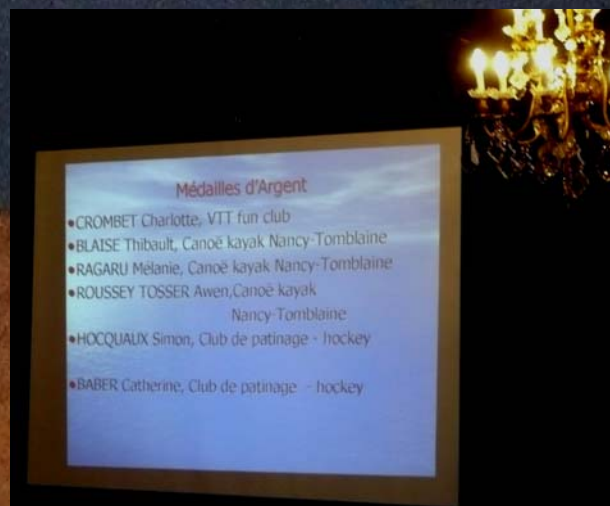 Médailles d'Argent
•CROMBET Charlotte, VTT fun club
•BLAISE Thibault, Canoë kayak Nancy-Tomblaine
•RAGARU Mélanie, Canoë kayak Nancy-Tomblaine
•ROUSSEY TOSSER Awen,Canoë kayak
Nancy-Tomblaine
•HOCQUAUX Simon, Club de patinage - hockey
•BABER Catherine, Club de patinage - hockey